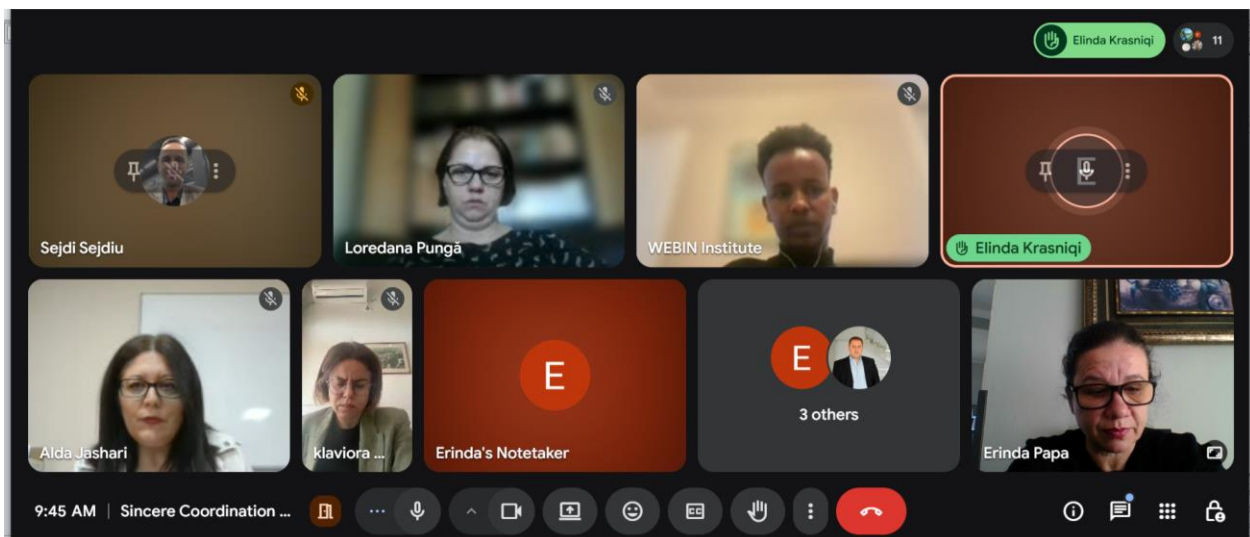 Elinda Krasniqi
11
Sejdi Sejdiu
Loredana Pungă
WEBIN Institute
E
Elinda Krasniqi
Alda Jashari
klaviora ...
E
Erinda's Notetaker
E
3 others
Erinda Papa
9:45 AM | Sincere Coordination ...
CC